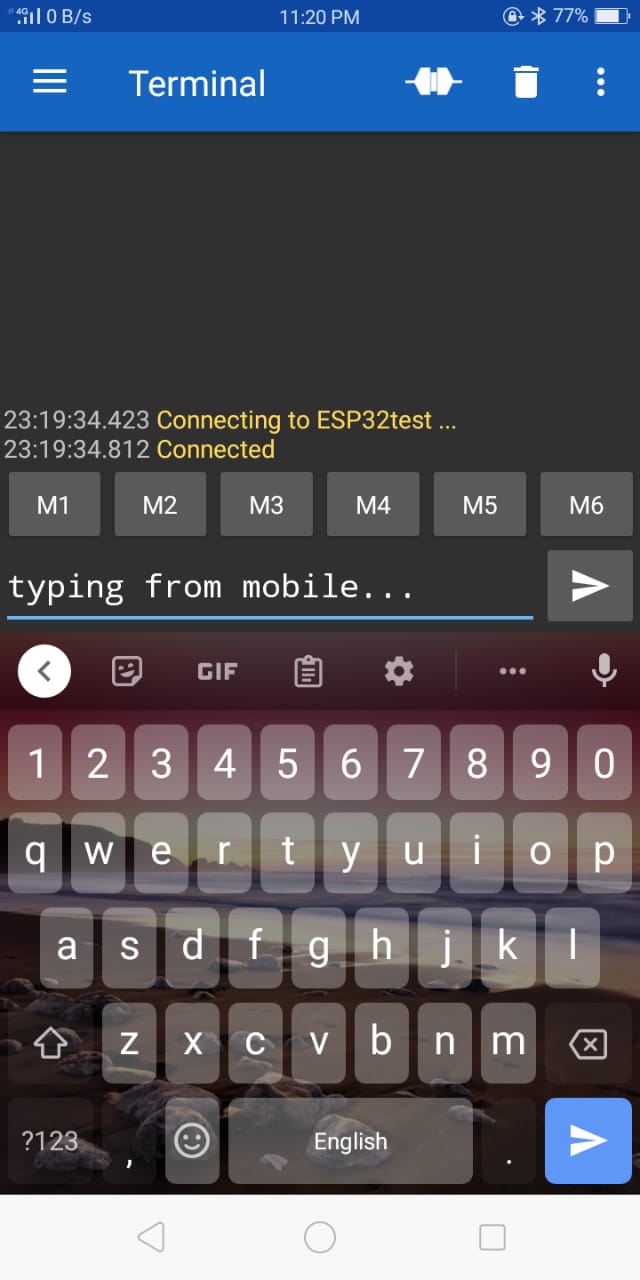 4G 0 B/s 11:20 PM 77%
Terminal
23:19:34.423 Connecting to ESP32test ...
23:19:34.812 Connected
M1 M2 M3 M4 M5 M6
typing from mobile...
GIF
1 2 3 4 5 6 7 8 9 0
q w e r t y u i o p
a s d f g h j k l
z x c v b n m
?123 , English .